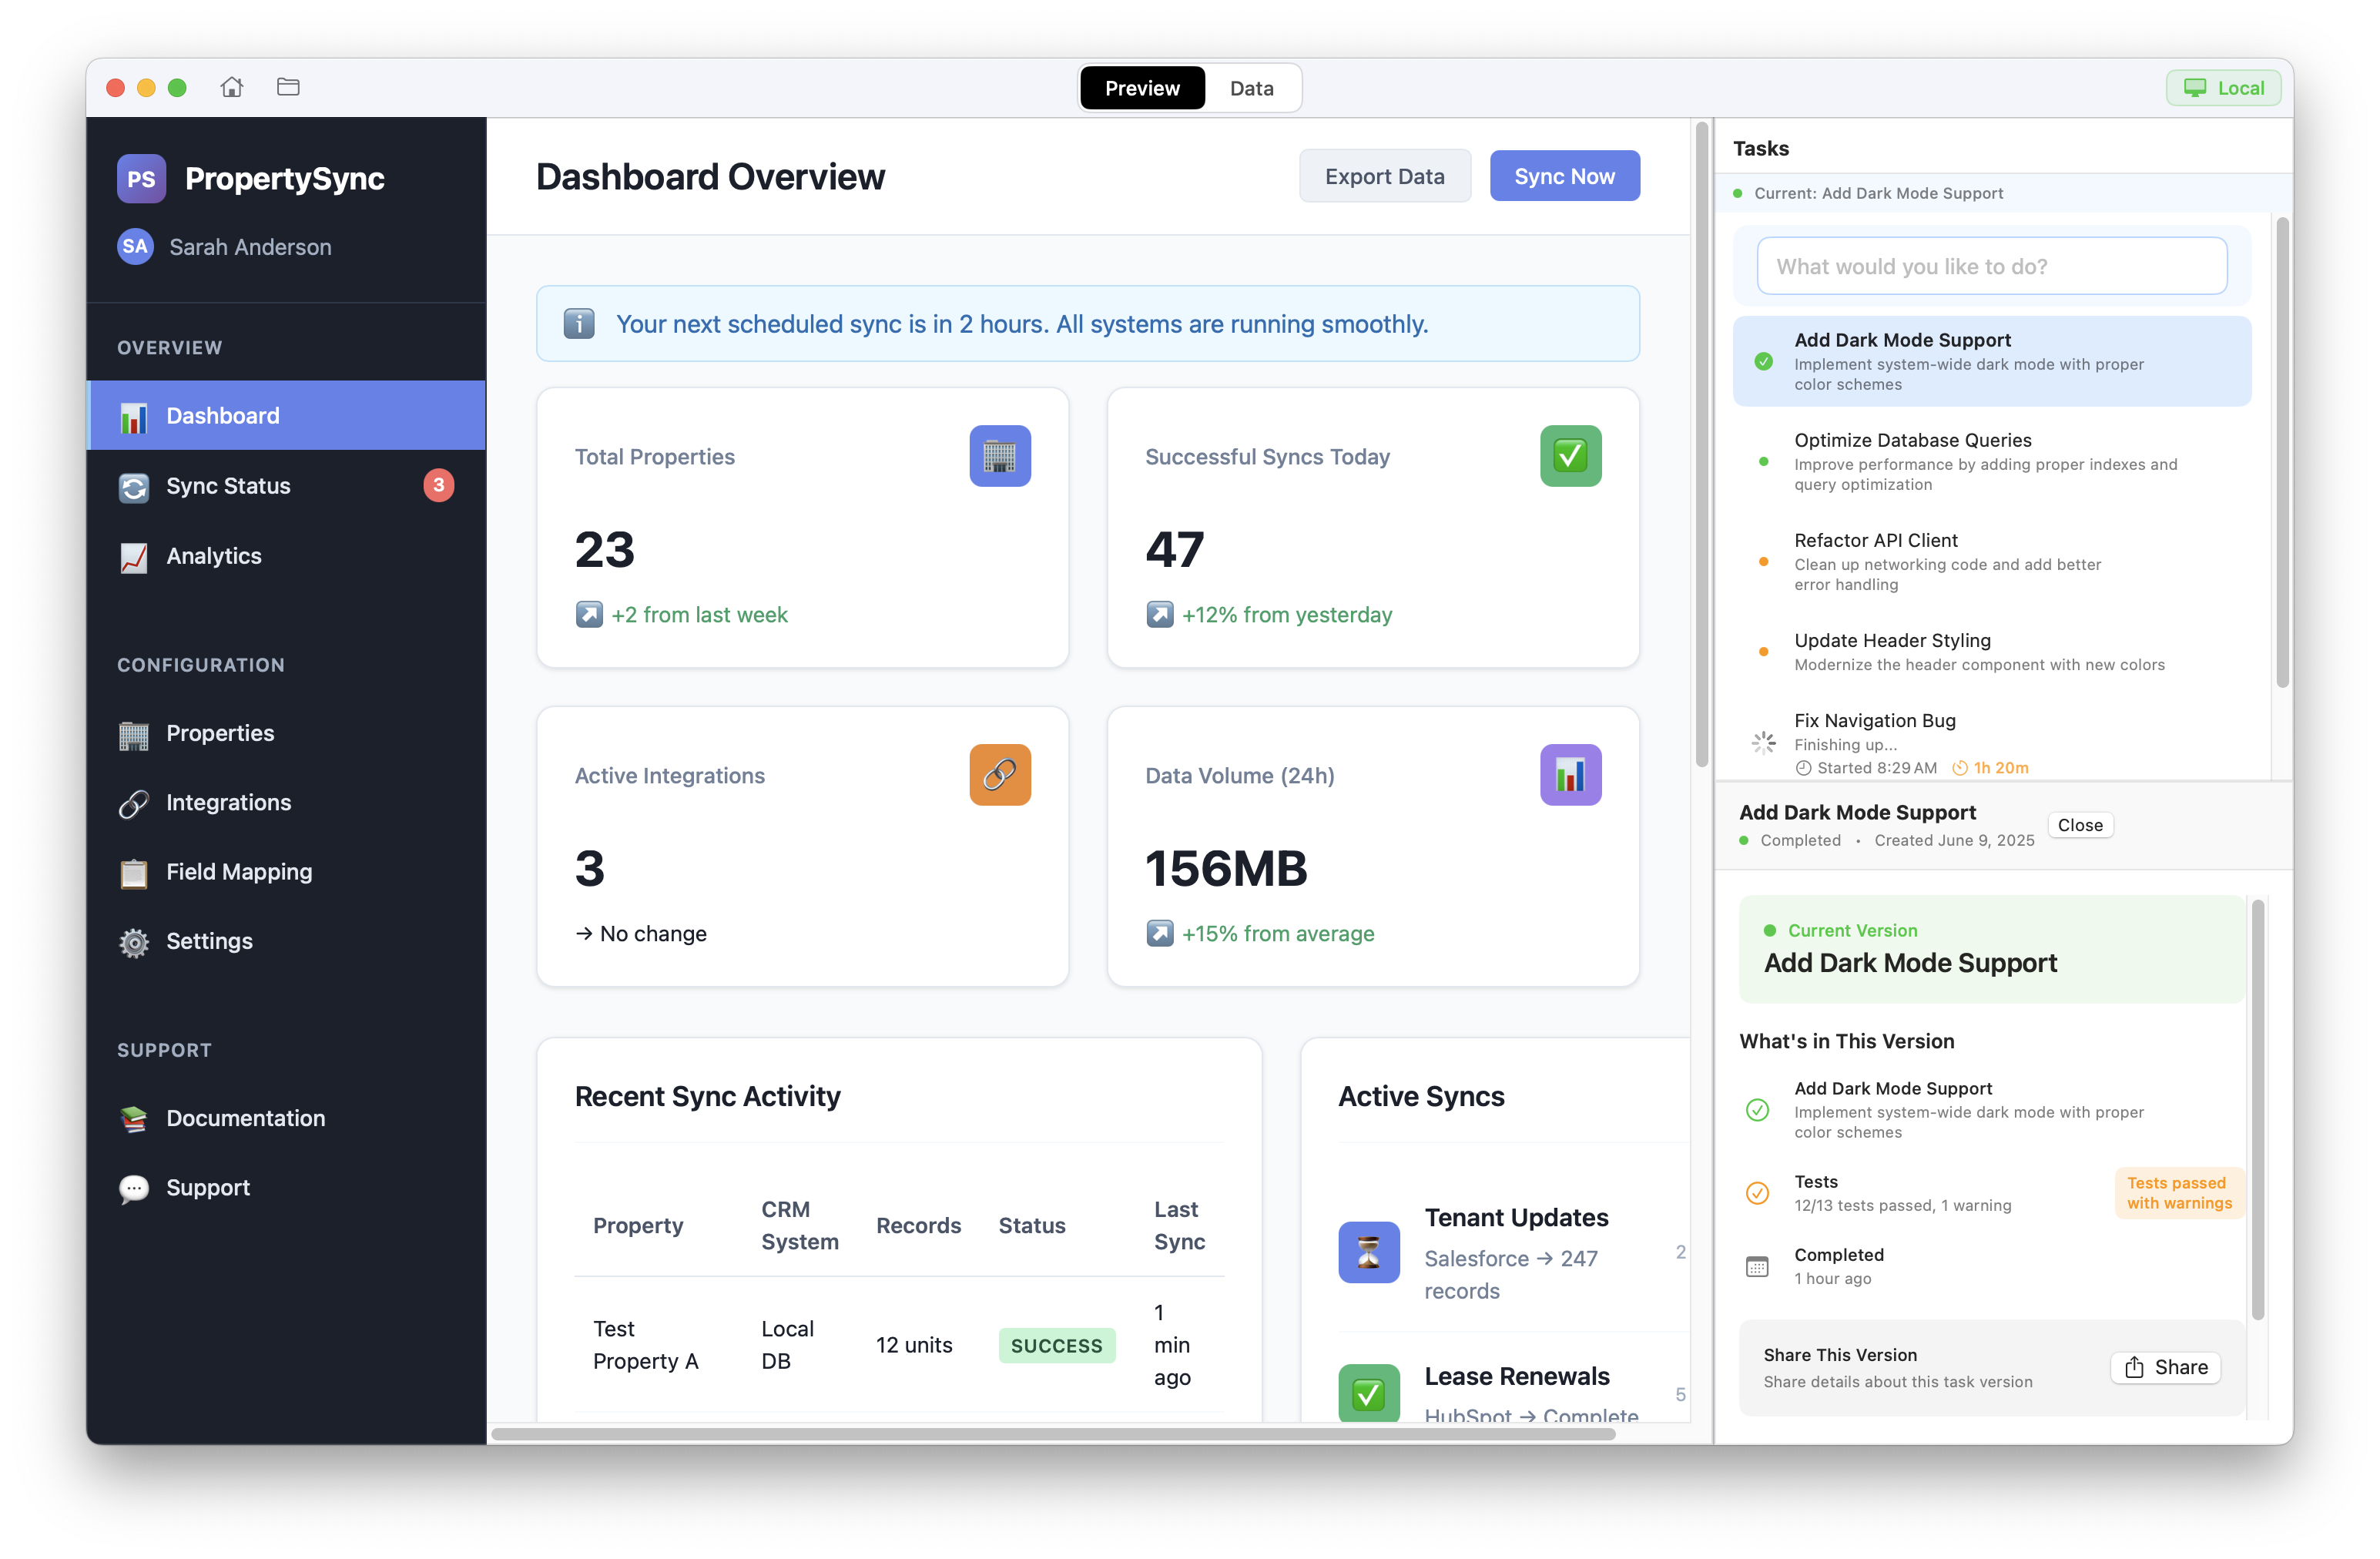 Preview
Data
Local
PS
PropertySync
SA
Sarah Anderson
OVERVIEW
Dashboard
Sync Status
3
Analytics
CONFIGURATION
Properties
Integrations
Field Mapping
Settings
SUPPORT
Documentation
Support
Dashboard Overview
Export Data
Sync Now
Your next scheduled sync is in 2 hours. All systems are running smoothly.
Total Properties
23
+2 from last week
Successful Syncs Today
47
+12% from yesterday
Active Integrations
3
→ No change
Data Volume (24h)
156MB
+15% from average
Recent Sync Activity
Property
CRM
System
Records
Status
Last
Sync
Test
Property A
Local
DB
12 units
SUCCESS
1
min
ago
Active Syncs
Tenant Updates
Salesforce → 247
records
2
Lease Renewals
HubSpot → Complete
5
Tasks
Current: Add Dark Mode Support
What would you like to do?
Add Dark Mode Support
Implement system-wide dark mode with proper
color schemes
Optimize Database Queries
Improve performance by adding proper indexes and
query optimization
Refactor API Client
Clean up networking code and add better
error handling
Update Header Styling
Modernize the header component with new colors
Fix Navigation Bug
Finishing up...
Started 8:29 AM 1h 20m
Add Dark Mode Support
Completed • Created June 9, 2025
Close
Current Version
Add Dark Mode Support
What's in This Version
Add Dark Mode Support
Implement system-wide dark mode with proper
color schemes
Tests
12/13 tests passed, 1 warning
Tests passed
with warnings
Completed
1 hour ago
Share This Version
Share details about this task version
Share